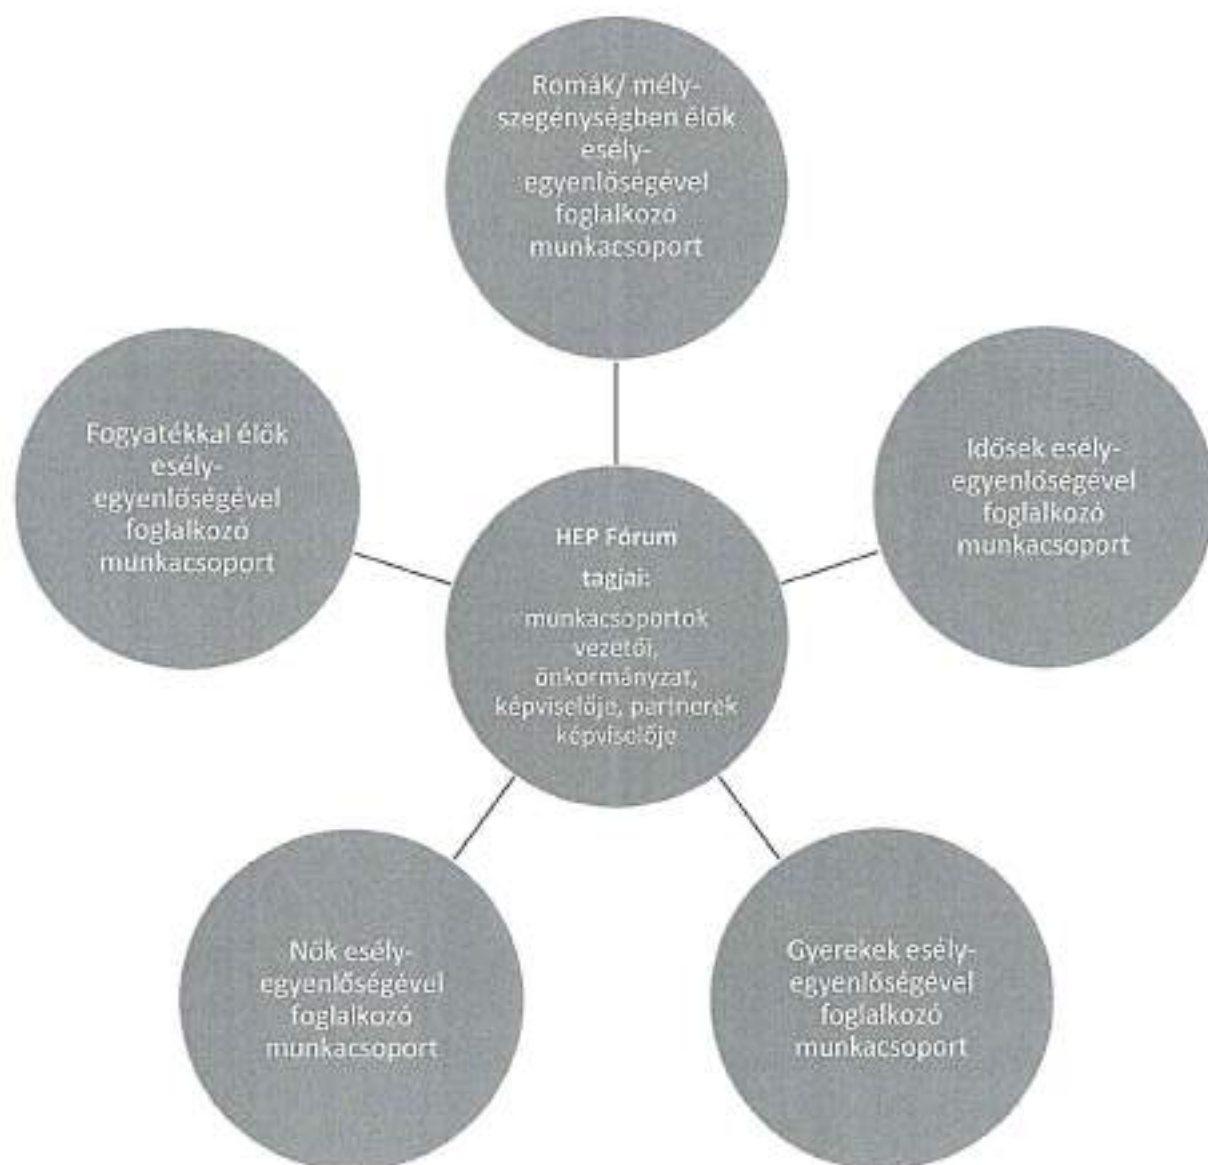 Romák/ mély-
szegénységben élők
esély-
egyenlőségével
foglalkozó
munkacsoport
Fogyatékkal élők
esély-
egyenlőségével
foglalkozó
munkacsoport
Idősek esély-
egyenlőségével
foglalkozó
munkacsoport
HEP Fórum
tagjai:
munkacsoportok
vezetői,
önkormányzat,
képviselője, partnerek
képviselője
Nők esély-
egyenlőségével
foglalkozó
munkacsoport
Gyerekek esély-
egyenlőségével
foglalkozó
munkacsoport